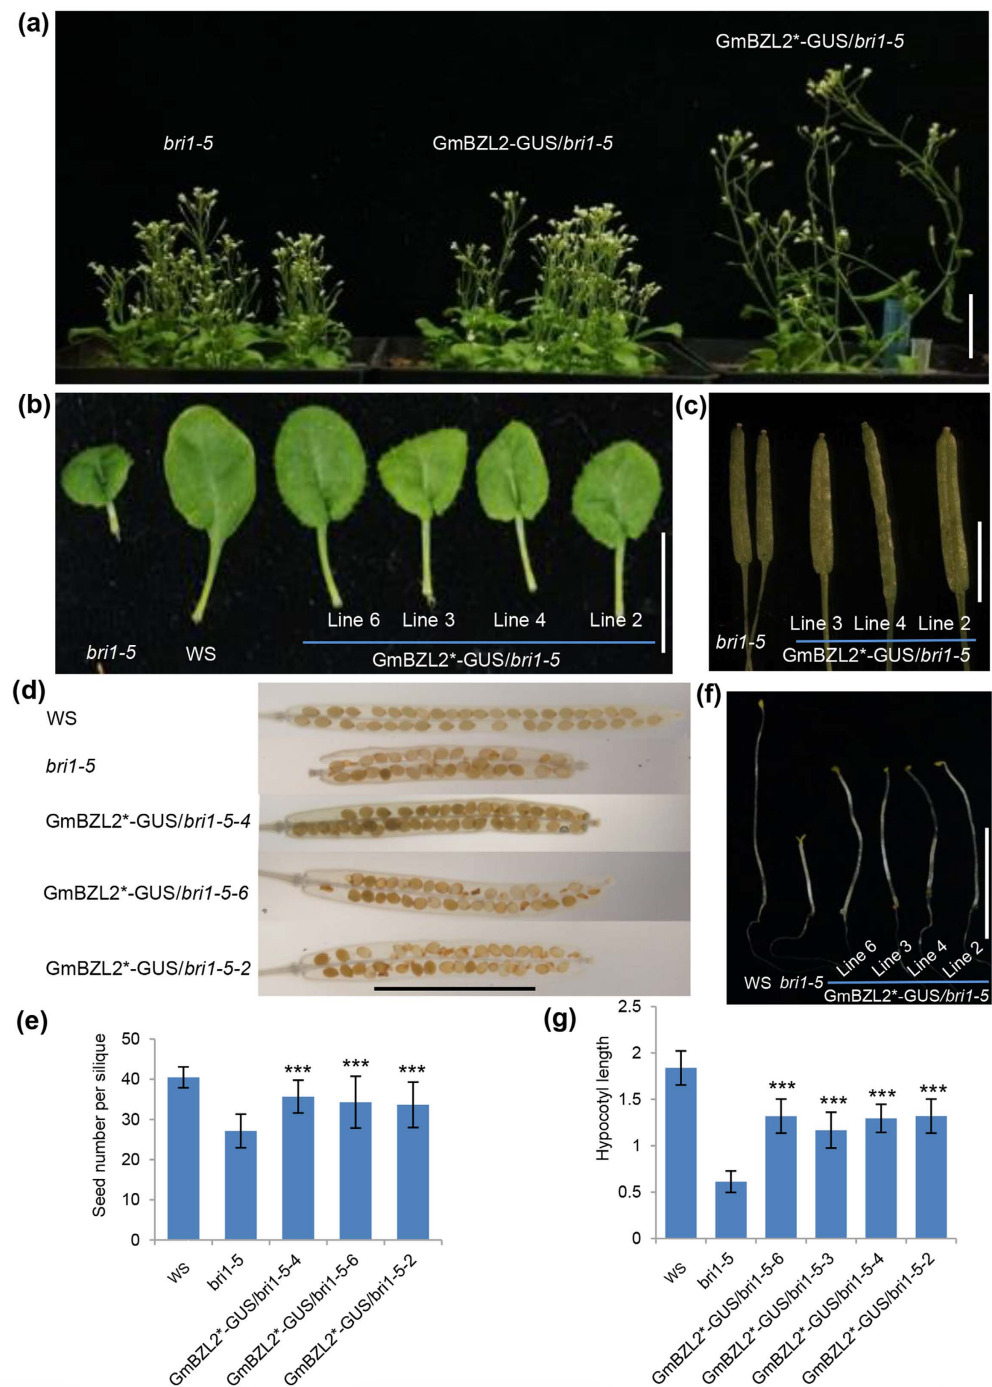 (a)
GmBZL2*-GUS/bri1-5
bri1-5
GmBZL2-GUS/bri1-5
(b)
(c)
Line 6
Line 3
Line 4
Line 2
bri1-5
WS
GmBZL2*-GUS/bri1-5
bri1-5
Line 3
Line 4
Line 2
GmBZL2*-GUS/bri1-5
(d)
WS
bri1-5
GmBZL2*-GUS/bri1-5-4
GmBZL2*-GUS/bri1-5-6
GmBZL2*-GUS/bri1-5-2
(f)
WS
bri1-5
Line 6
Line 3
Line 4
Line 2
GmBZL2*-GUS/bri1-5
(e)
Seed number per silique
50
40
30
20
10
0
***
***
***
WS
bri1-5
GmBZL2*-GUS/bri1-5-4
GmBZL2*-GUS/bri1-5-6
GmBZL2*-GUS/bri1-5-2
(g)
Hypocotyl length
2.5
2
1.5
1
0.5
0
***
***
***
***
WS
bri1-5
GmBZL2*-GUS/bri1-5-6
GmBZL2*-GUS/bri1-5-3
GmBZL2*-GUS/bri1-5-4
GmBZL2*-GUS/bri1-5-2